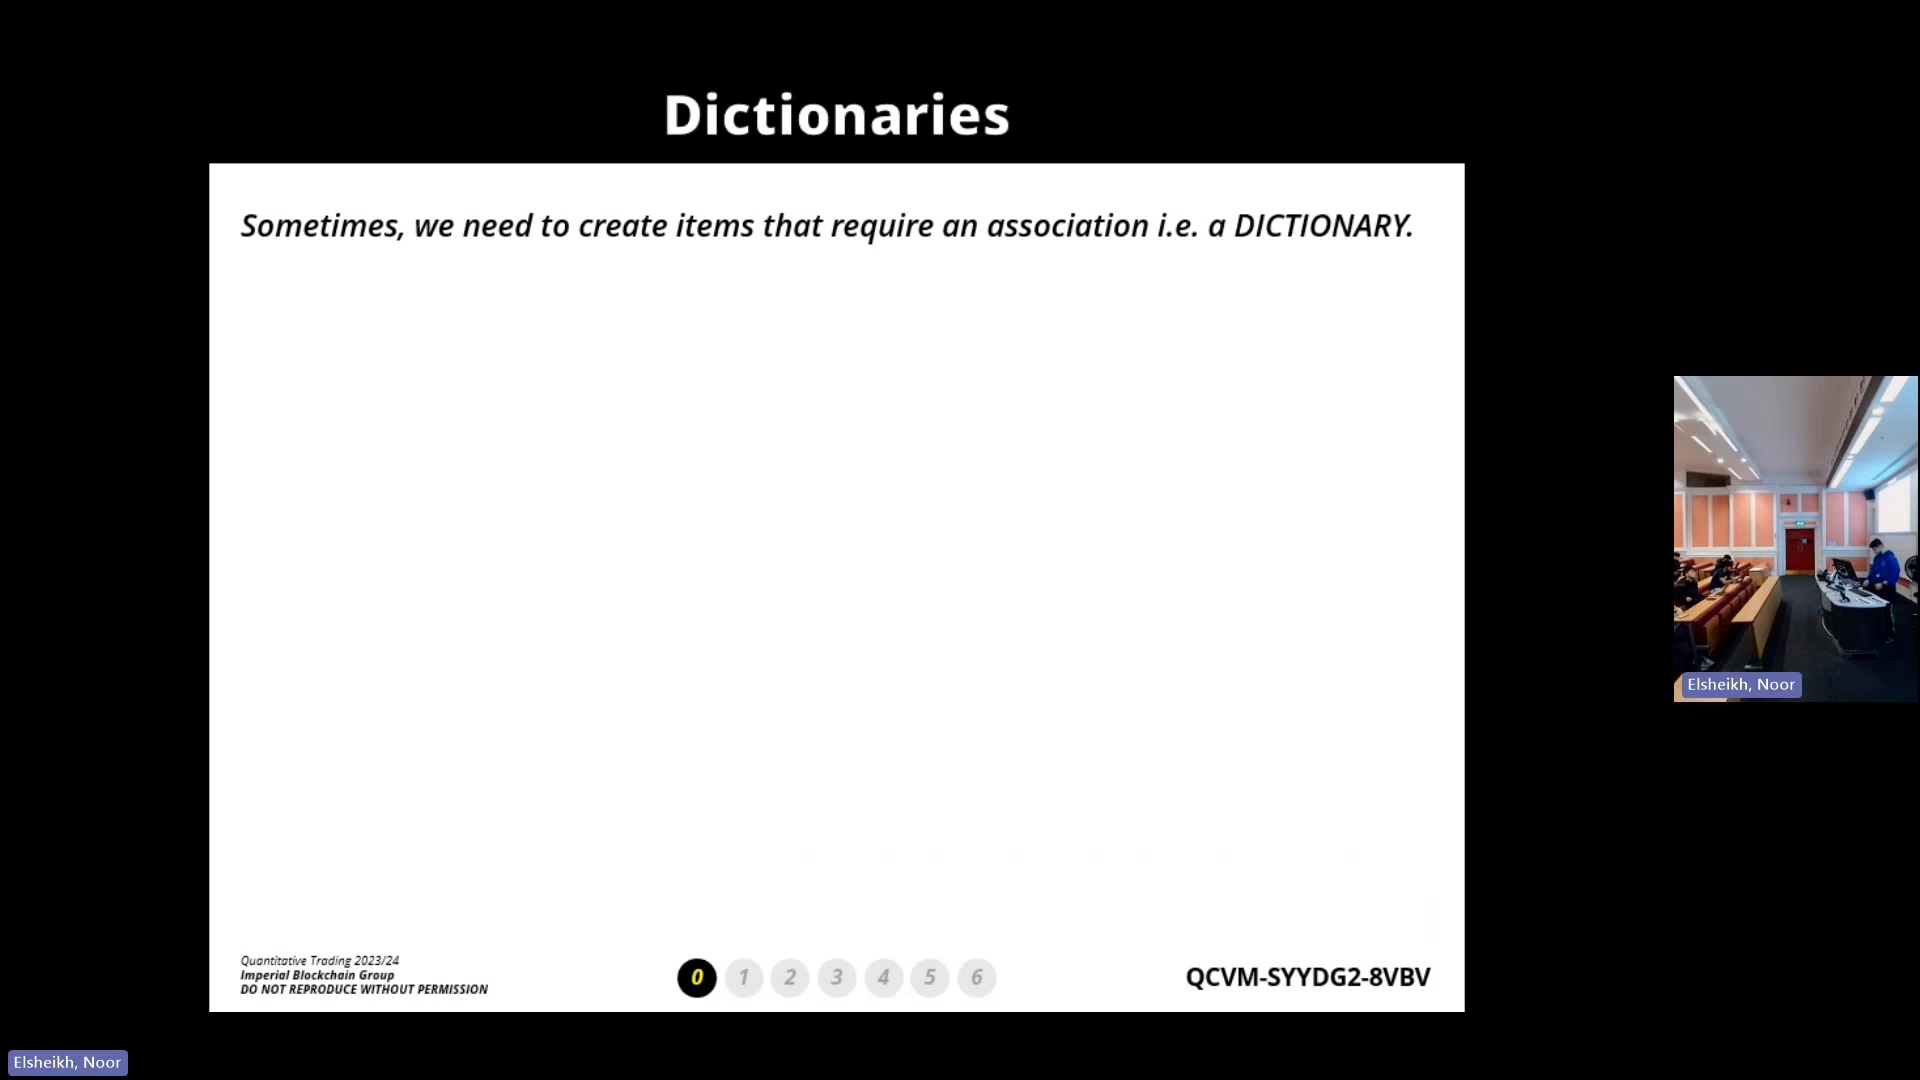 Dictionaries
Sometimes, we need to create items that require an association i.e. a DICTIONARY.
Quantitative Trading 2023/24
Imperial Blockchain Group
DO NOT REPRODUCE WITHOUT PERMISSION
0 1 2 3 4 5 6
QCVM-SYYDG2-8VBV
Elsheikh, Noor
Elsheikh, Noor